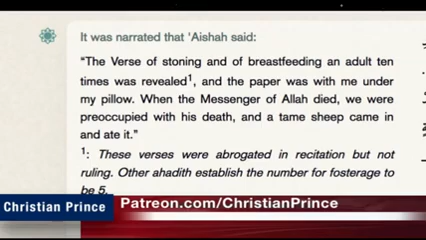 It was narrated that 'Aishah said:
“The Verse of stoning and of breastfeeding an adult ten
times was revealed¹, and the paper was with me under
my pillow. When the Messenger of Allah died, we were
preoccupied with his death, and a tame sheep came in
and ate it.”
¹: These verses were abrogated in recitation but not
ruling. Other ahadith establish the number for fosterage to
be 5.
Christian Prince
Patreon.com/ChristianPrince